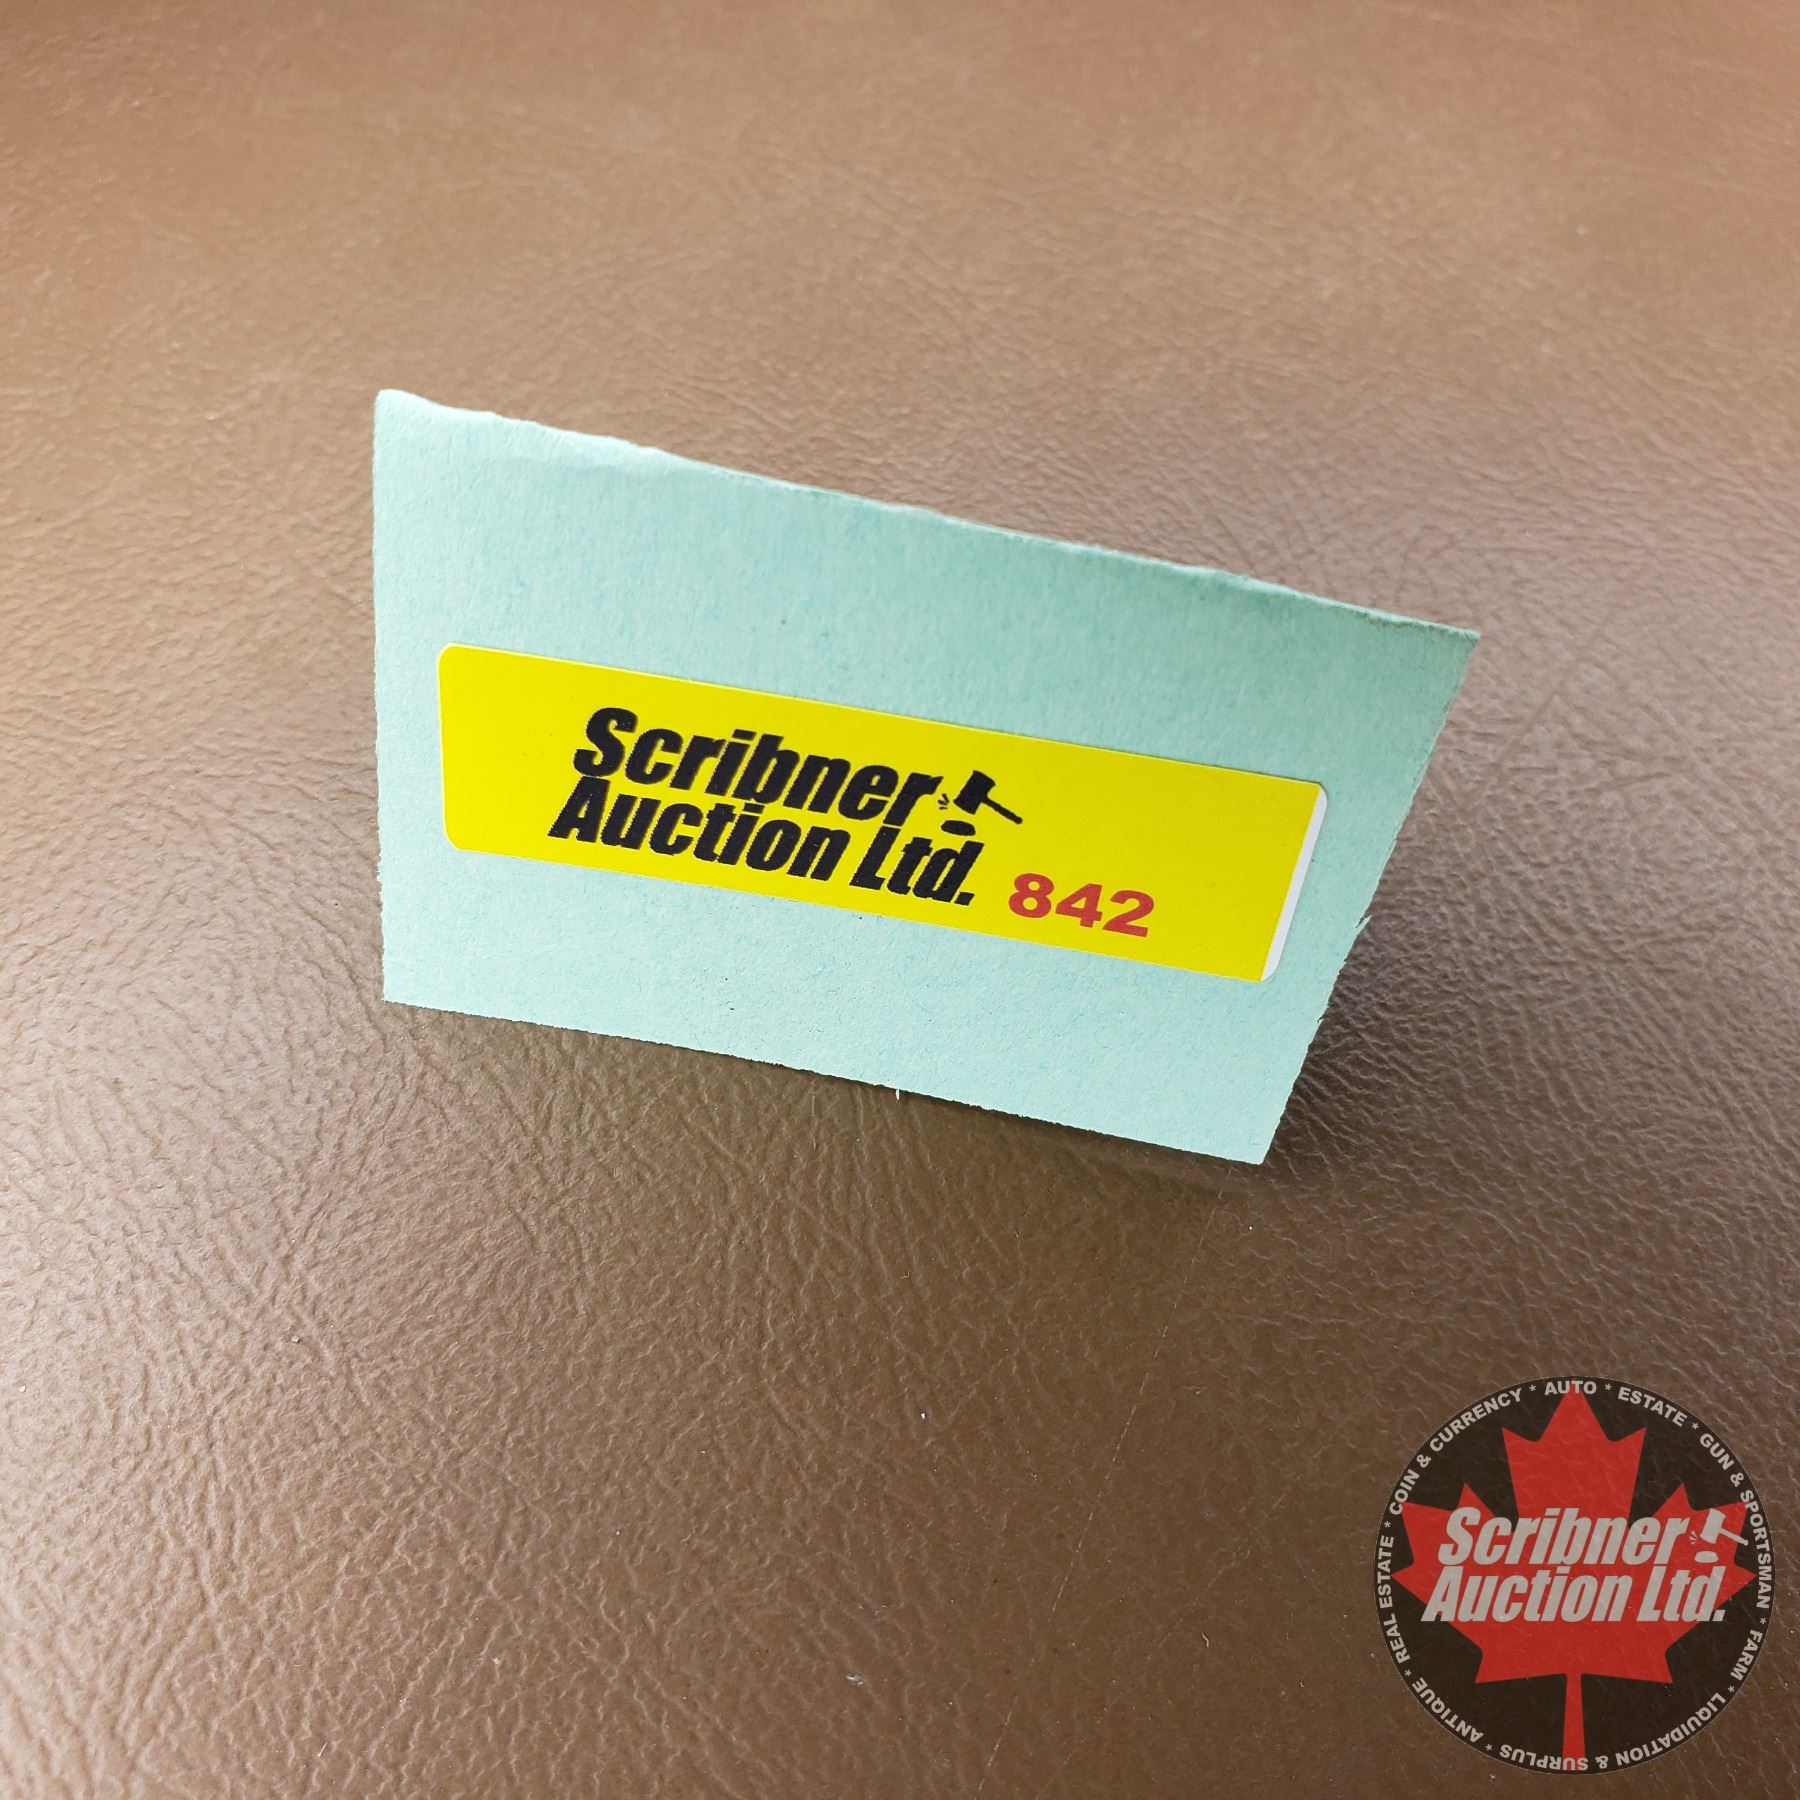 Scribner
Auction Ltd.
842
REAL ESTATE * COIN & CURRENCY * AUTO * ESTATE * GUN & SPORTSMAN * FARM * LIQUIDATION & SURPLUS * ANTIQUE *
Scribner
Auction Ltd.